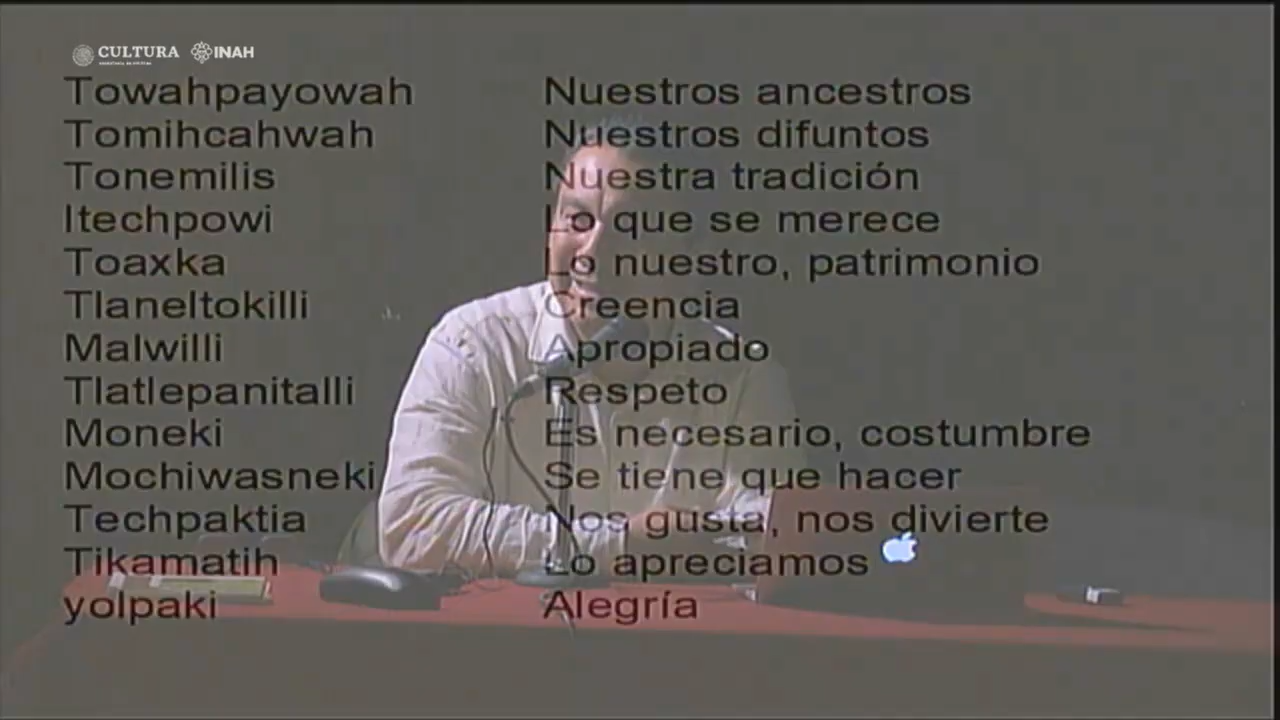 CULTURA INAH
Towahpayowah Nuestros ancestros
Tomihcahwah Nuestros difuntos
Tonemilis Nuestra tradición
Itechpowi Lo que se merece
Toaxka Lo nuestro, patrimonio
Tlaneltokilli Creencia
Malwilli Apropiado
Tlatlepanitalli Respeto
Moneki Es necesario, costumbre
Mochiwasneki Se tiene que hacer
Techpaktia Nos gusta, nos divierte
Tikamatih Lo apreciamos
yolpaki Alegría